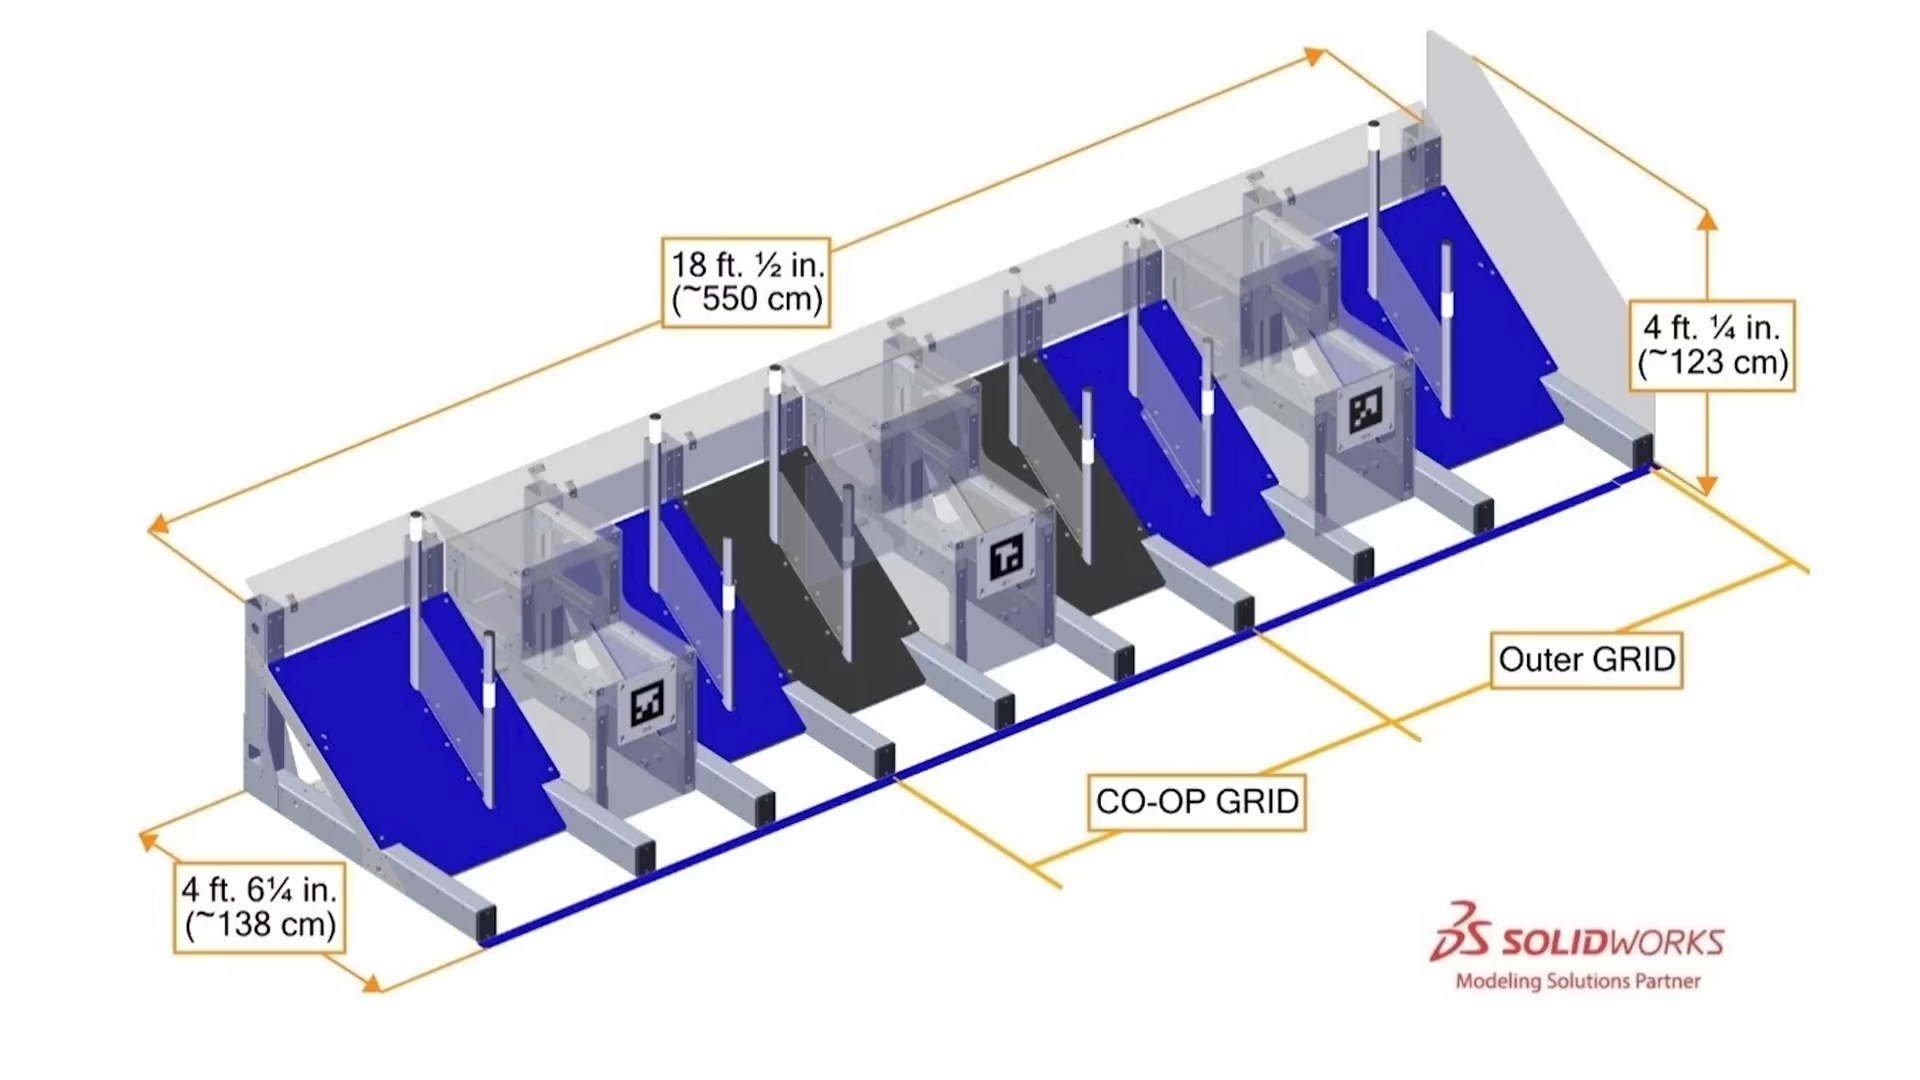 18 ft. ½ in.
(~550 cm)
4 ft. ¼ in.
(~123 cm)
Outer GRID
CO-OP GRID
4 ft. 6¼ in.
(~138 cm)
SOLIDWORKS
Modeling Solutions Partner